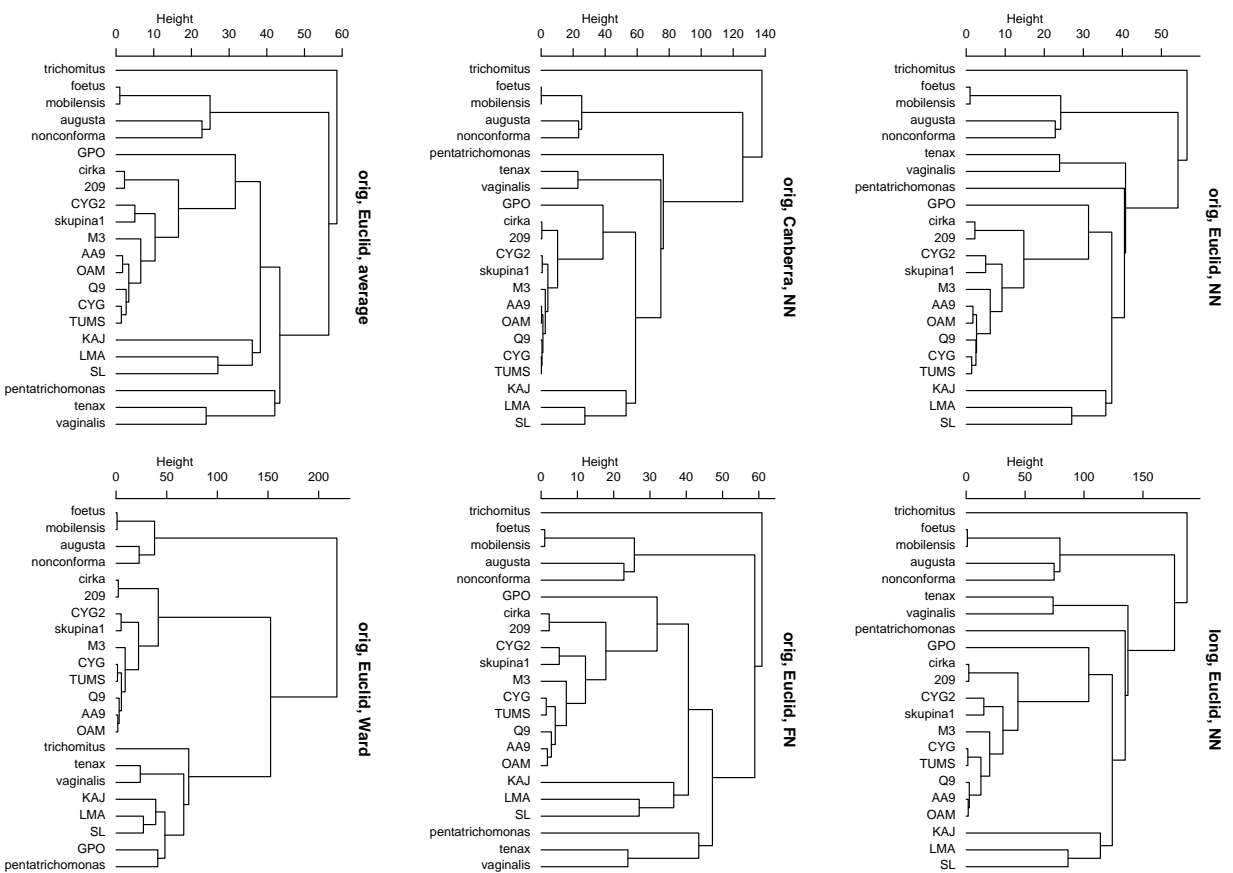 Height
0 10 20 30 40 50 60
trichomitus
foetus
mobilensis
augusta
nonconforma
GPO
cirka
209
CYG2
skupina1
M3
AA9
OAM
Q9
CYG
TUMS
KAJ
LMA
SL
pentatrichomonas
tenax
vaginalis
orig, Euclid, average
Height
0 20 40 60 80 100 120 140
trichomitus
foetus
mobilensis
augusta
nonconforma
pentatrichomonas
tenax
vaginalis
GPO
cirka
209
CYG2
skupina1
M3
AA9
OAM
Q9
CYG
TUMS
KAJ
LMA
SL
orig, Canberra, NN
Height
0 10 20 30 40 50
trichomitus
foetus
mobilensis
augusta
nonconforma
tenax
vaginalis
pentatrichomonas
GPO
cirka
209
CYG2
skupina1
M3
AA9
OAM
Q9
CYG
TUMS
KAJ
LMA
SL
orig, Euclid, NN
Height
0 50 100 150 200
foetus
mobilensis
augusta
nonconforma
cirka
209
CYG2
skupina1
M3
CYG
TUMS
Q9
AA9
OAM
trichomitus
tenax
vaginalis
KAJ
LMA
SL
GPO
pentatrichomonas
orig, Euclid, Ward
Height
0 10 20 30 40 50 60
trichomitus
foetus
mobilensis
augusta
nonconforma
GPO
cirka
209
CYG2
skupina1
M3
CYG
TUMS
Q9
AA9
OAM
KAJ
LMA
SL
pentatrichomonas
tenax
vaginalis
orig, Euclid, FN
Height
0 50 100 150
trichomitus
foetus
mobilensis
augusta
nonconforma
tenax
vaginalis
pentatrichomonas
GPO
cirka
209
CYG2
skupina1
M3
CYG
TUMS
Q9
AA9
OAM
KAJ
LMA
SL
long, Euclid, NN